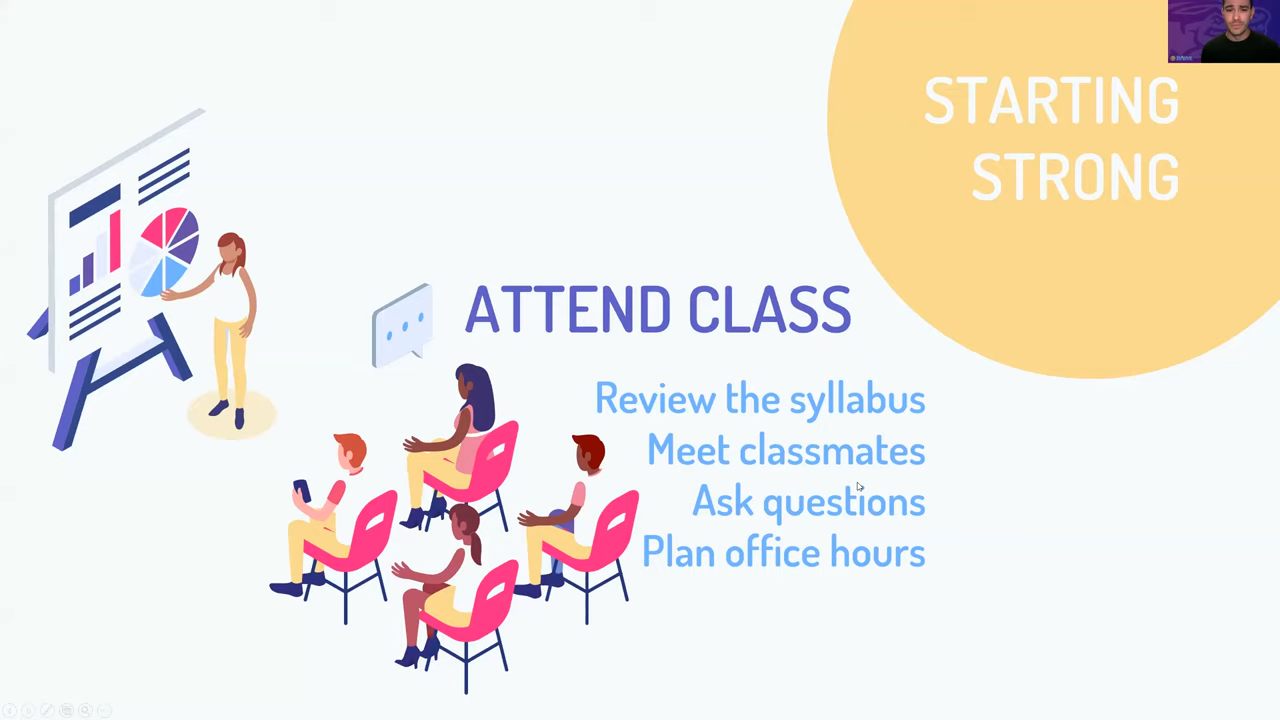 STARTING
STRONG
ATTEND CLASS
Review the syllabus
Meet classmates
Ask questions
Plan office hours